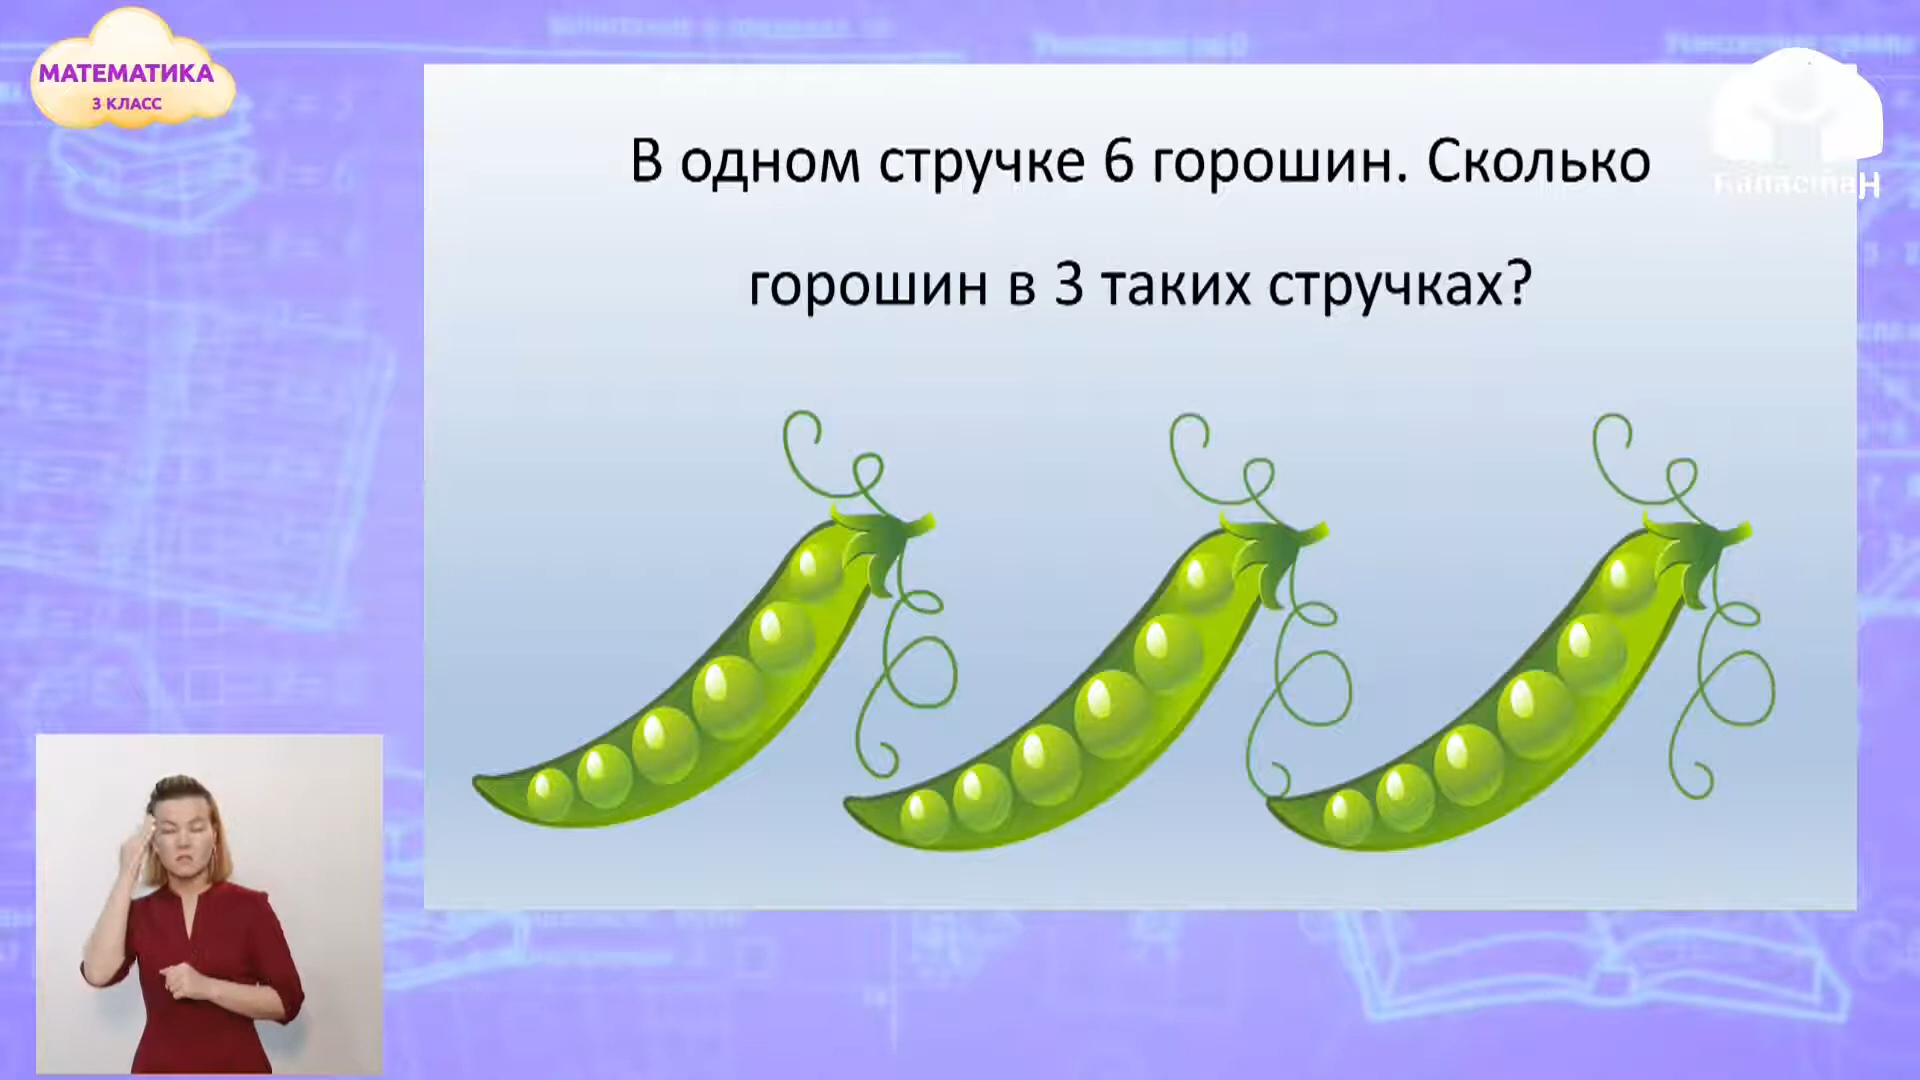 МАТЕМАТИКА
3 КЛАСС
В одном стручке 6 горошин. Сколько
горошин в 3 таких стручках?